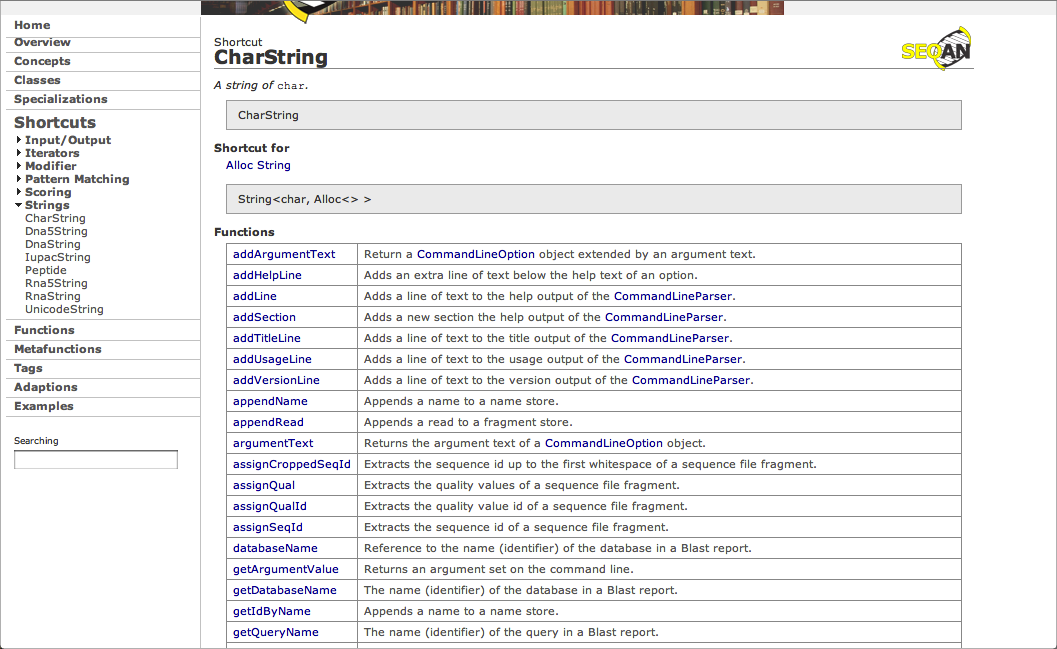 Home
Overview
Concepts
Classes
Specializations
Shortcuts
Input/Output
Iterators
Modifier
Pattern Matching
Scoring
Strings
CharString
Dna5String
DnaString
IupacString
Peptide
Rna5String
RnaString
UnicodeString
Functions
Metafunctions
Tags
Adaptions
Examples
Searching
Shortcut
CharString
SEQAN
A string of char.
CharString
Shortcut for
Alloc String
String<char, Alloc<> >
Functions
addArgumentText Return a CommandLineOption object extended by an argument text.
addHelpLine Adds an extra line of text below the help text of an option.
addLine Adds a line of text to the help output of the CommandLineParser.
addSection Adds a new section the help output of the CommandLineParser.
addTitleLine Adds a line of text to the title output of the CommandLineParser.
addUsageLine Adds a line of text to the usage output of the CommandLineParser.
addVersionLine Adds a line of text to the version output of the CommandLineParser.
appendName Appends a name to a name store.
appendRead Appends a read to a fragment store.
argumentText Returns the argument text of a CommandLineOption object.
assignCroppedSeqId Extracts the sequence id up to the first whitespace of a sequence file fragment.
assignQual Extracts the quality values of a sequence file fragment.
assignQualId Extracts the quality value id of a sequence file fragment.
assignSeqId Extracts the sequence id of a sequence file fragment.
databaseName Reference to the name (identifier) of the database in a Blast report.
getArgumentValue Returns an argument set on the command line.
getDatabaseName The name (identifier) of the database in a Blast report.
getIdByName Appends a name to a name store.
getQueryName The name (identifier) of the query in a Blast report.